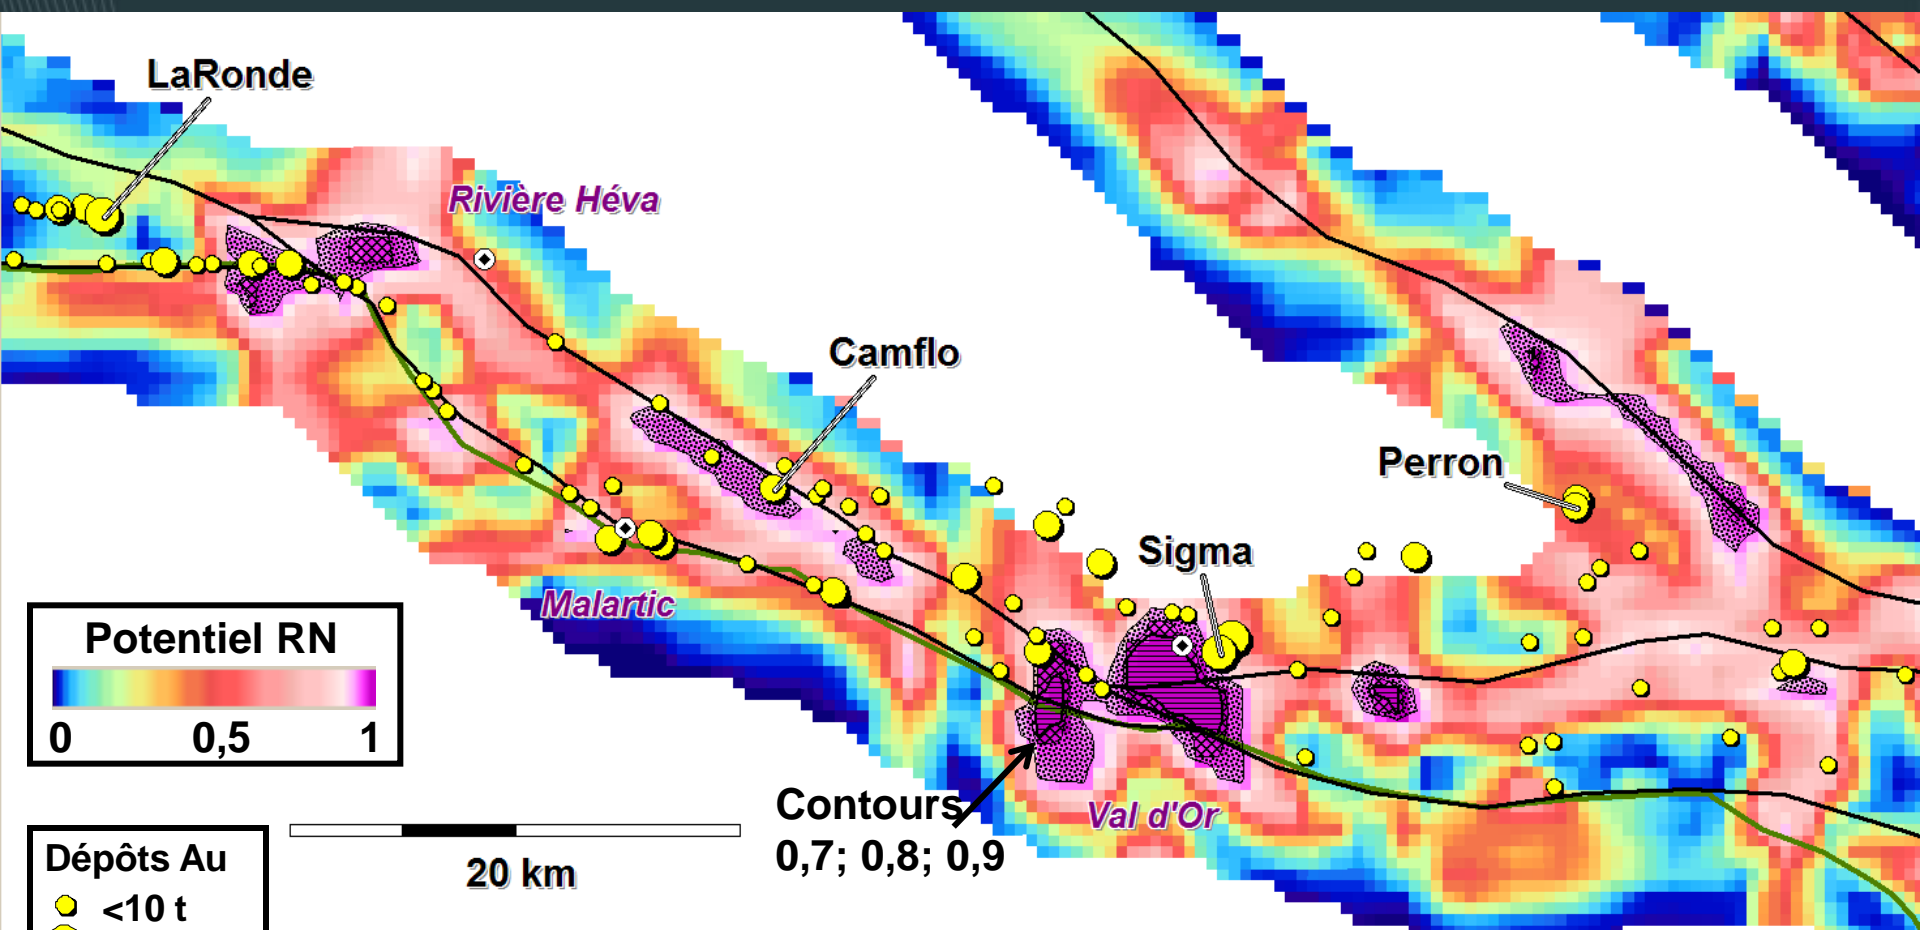 LaRonde
Rivière Héva
Camflo
Perron
Sigma
Malartic
Potentiel RN
0 0,5 1
Contours
0,7; 0,8; 0,9
Val d'Or
20 km
Dépôts Au
<10 t